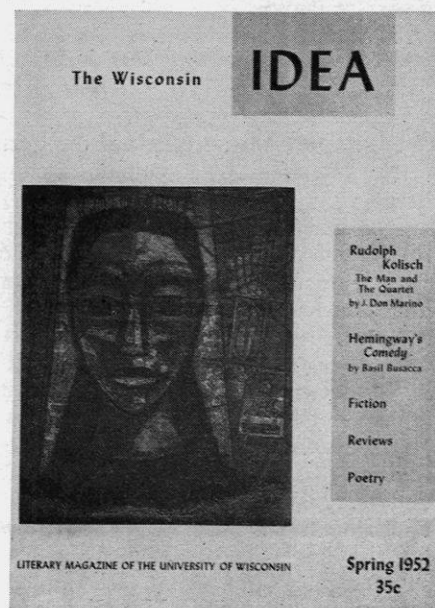 The Wisconsin IDEA
Rudolph
Kolisch
The Man and
The Quartet
by J. Don Marino
Hemingway's
Comedy
by Basil Busacca
Fiction
Reviews
Poetry
LITERARY MAGAZINE OF THE UNIVERSITY OF WISCONSIN
Spring 1952
35c